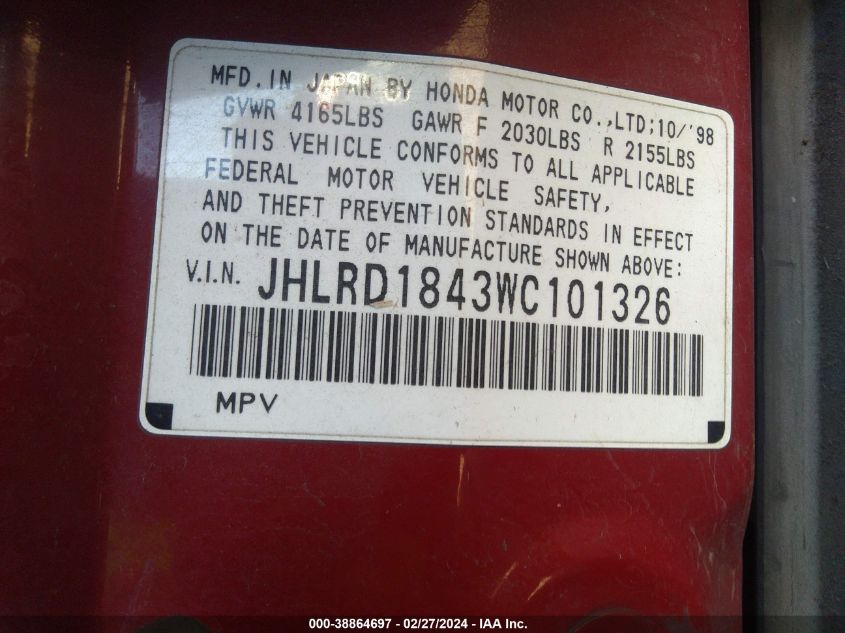 MFD. IN JAPAN BY HONDA MOTOR CO.,LTD;10/'98
GVWR 4165LBS GAWR F 2030LBS R 2155LBS
THIS VEHICLE CONFORMS TO ALL APPLICABLE
FEDERAL MOTOR VEHICLE SAFETY,
AND THEFT PREVENTION STANDARDS IN EFFECT
ON THE DATE OF MANUFACTURE SHOWN ABOVE:
V.I.N. JHLRD1843WC101326
MPV
000-38864697 - 02/27/2024 - IAA Inc.